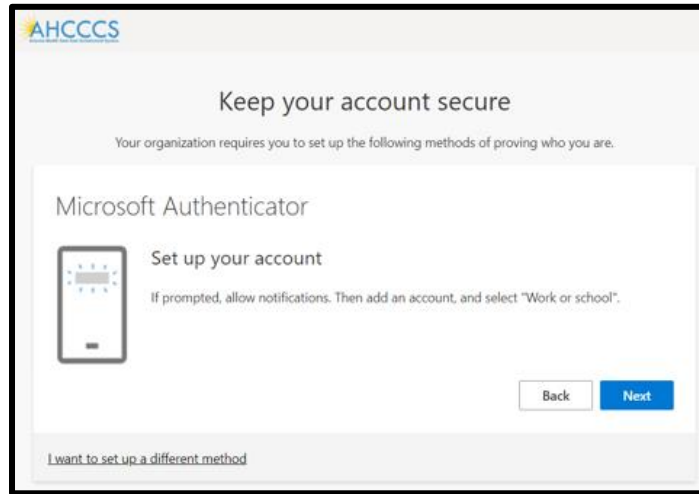 AHCCCS
Keep your account secure
Your organization requires you to set up the following methods of proving who you are.
Microsoft Authenticator
Set up your account
If prompted, allow notifications. Then add an account, and select "Work or school".
Back
Next
I want to set up a different method